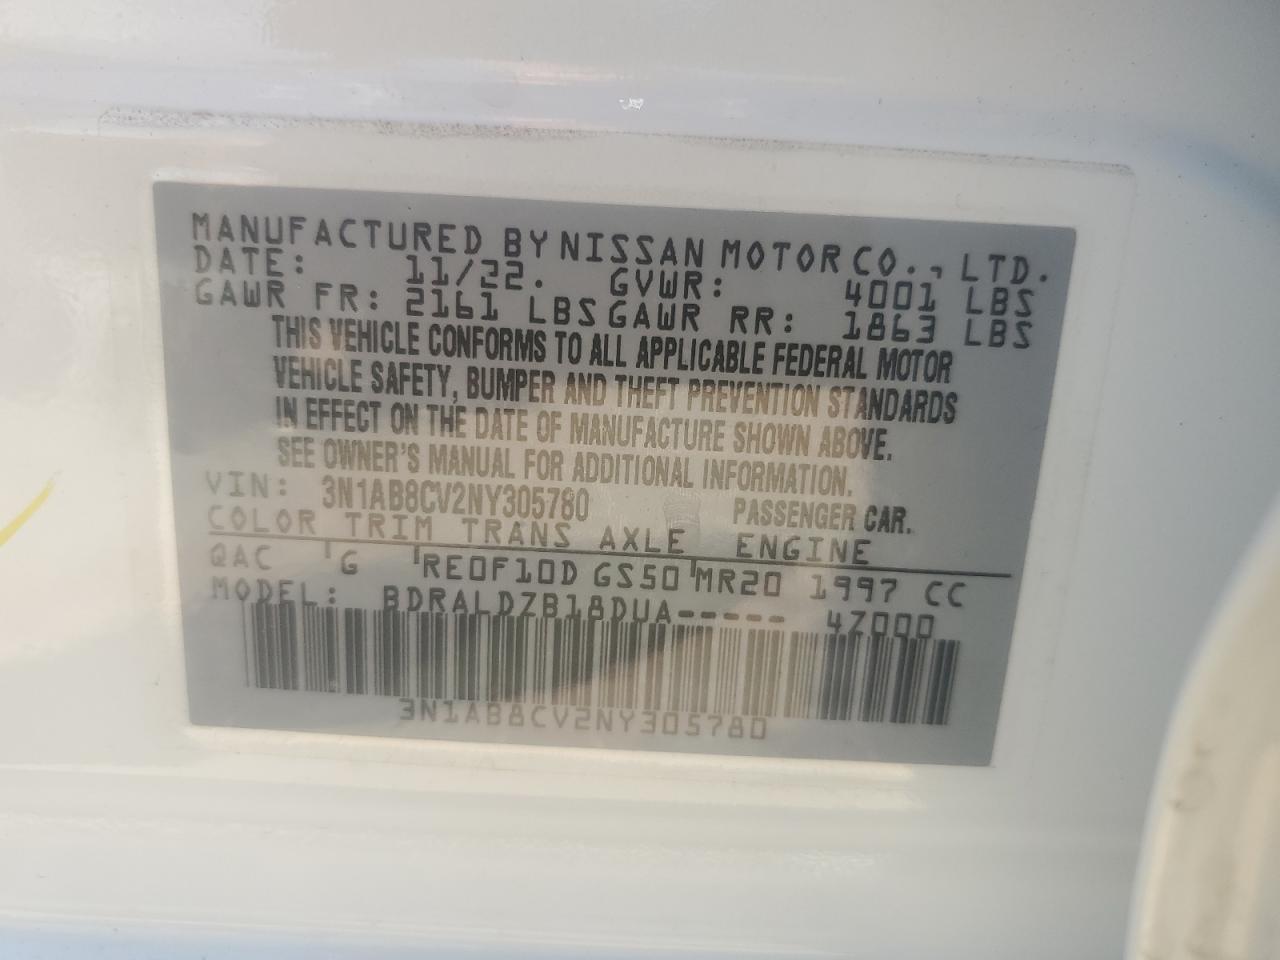 MANUFACTURED BY NISSAN MOTOR CO., LTD.
DATE: 11/22. GVWR: 4001 LBS
GAWR FR: 2161 LBS GAWR RR: 1863 LBS
THIS VEHICLE CONFORMS TO ALL APPLICABLE FEDERAL MOTOR
VEHICLE SAFETY, BUMPER AND THEFT PREVENTION STANDARDS
IN EFFECT ON THE DATE OF MANUFACTURE SHOWN ABOVE.
SEE OWNER'S MANUAL FOR ADDITIONAL INFORMATION.
VIN: 3N1AB8CV2NY305780 PASSENGER CAR.
COLOR TRIM TRANS AXLE ENGINE
QAC G RE0F10D GS50 MR20 1997 CC
MODEL: BDRALDZB18DUA----- 4Z000
3N1AB8CV2NY305780